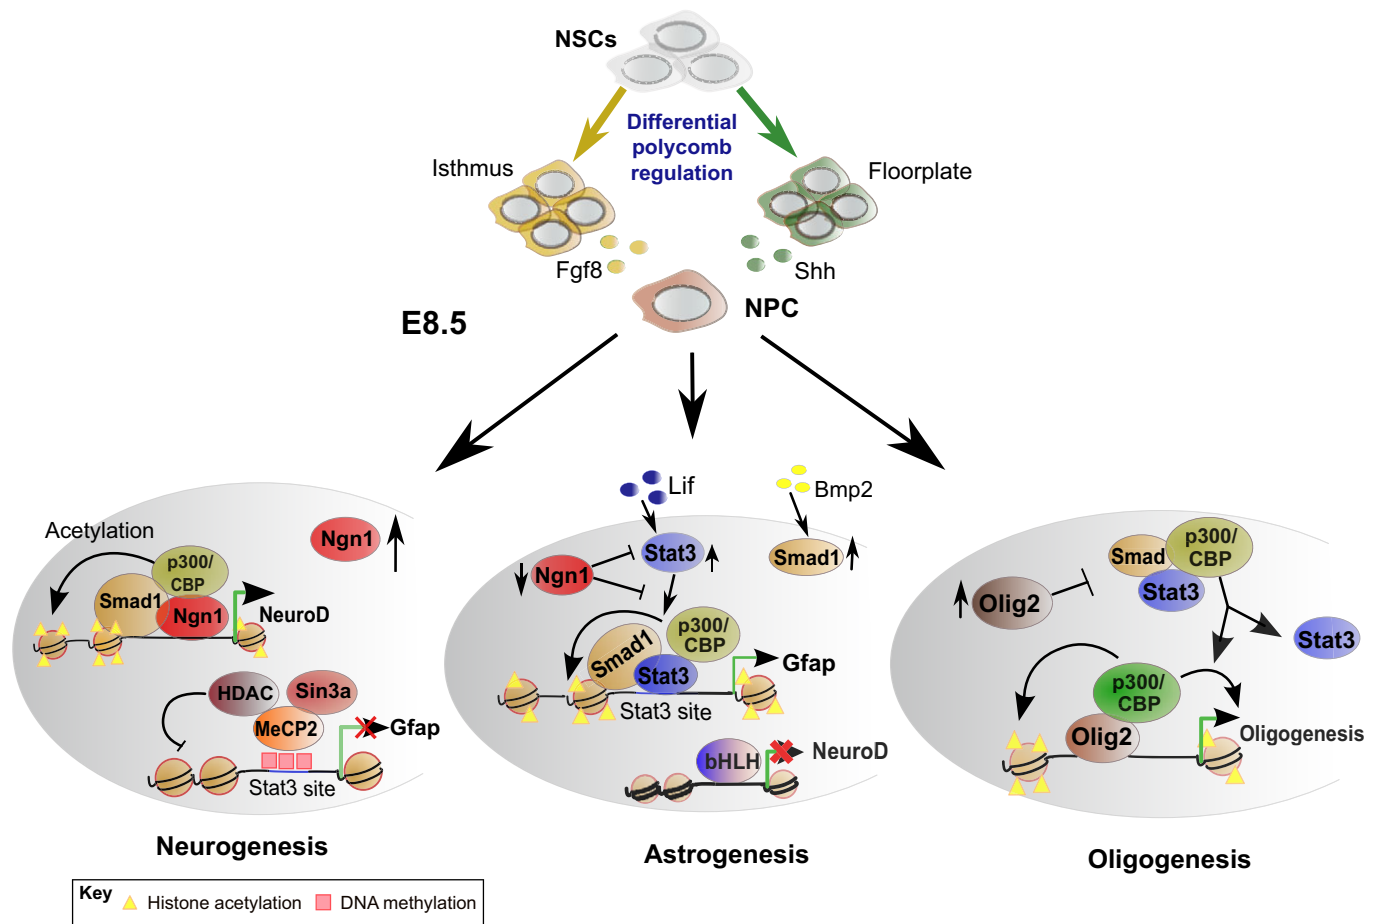 NSCs
Differential
polycomb
regulation
Isthmus
Floorplate
Fgf8
Shh
NPC
E8.5
Acetylation
p300/
CBP
Smad1
Ngn1
NeuroD
Ngn1
HDAC
Sin3a
MeCP2
Gfap
Stat3 site
Neurogenesis
Lif
Bmp2
Stat3
Smad1
Ngn1
p300/
CBP
Smad1
Stat3
Gfap
Stat3 site
bHLH
NeuroD
Astrogenesis
p300/
CBP
Smad
Stat3
Olig2
Stat3
p300/
CBP
Olig2
Oligogenesis
Oligogenesis
Key
Histone acetylation
DNA methylation